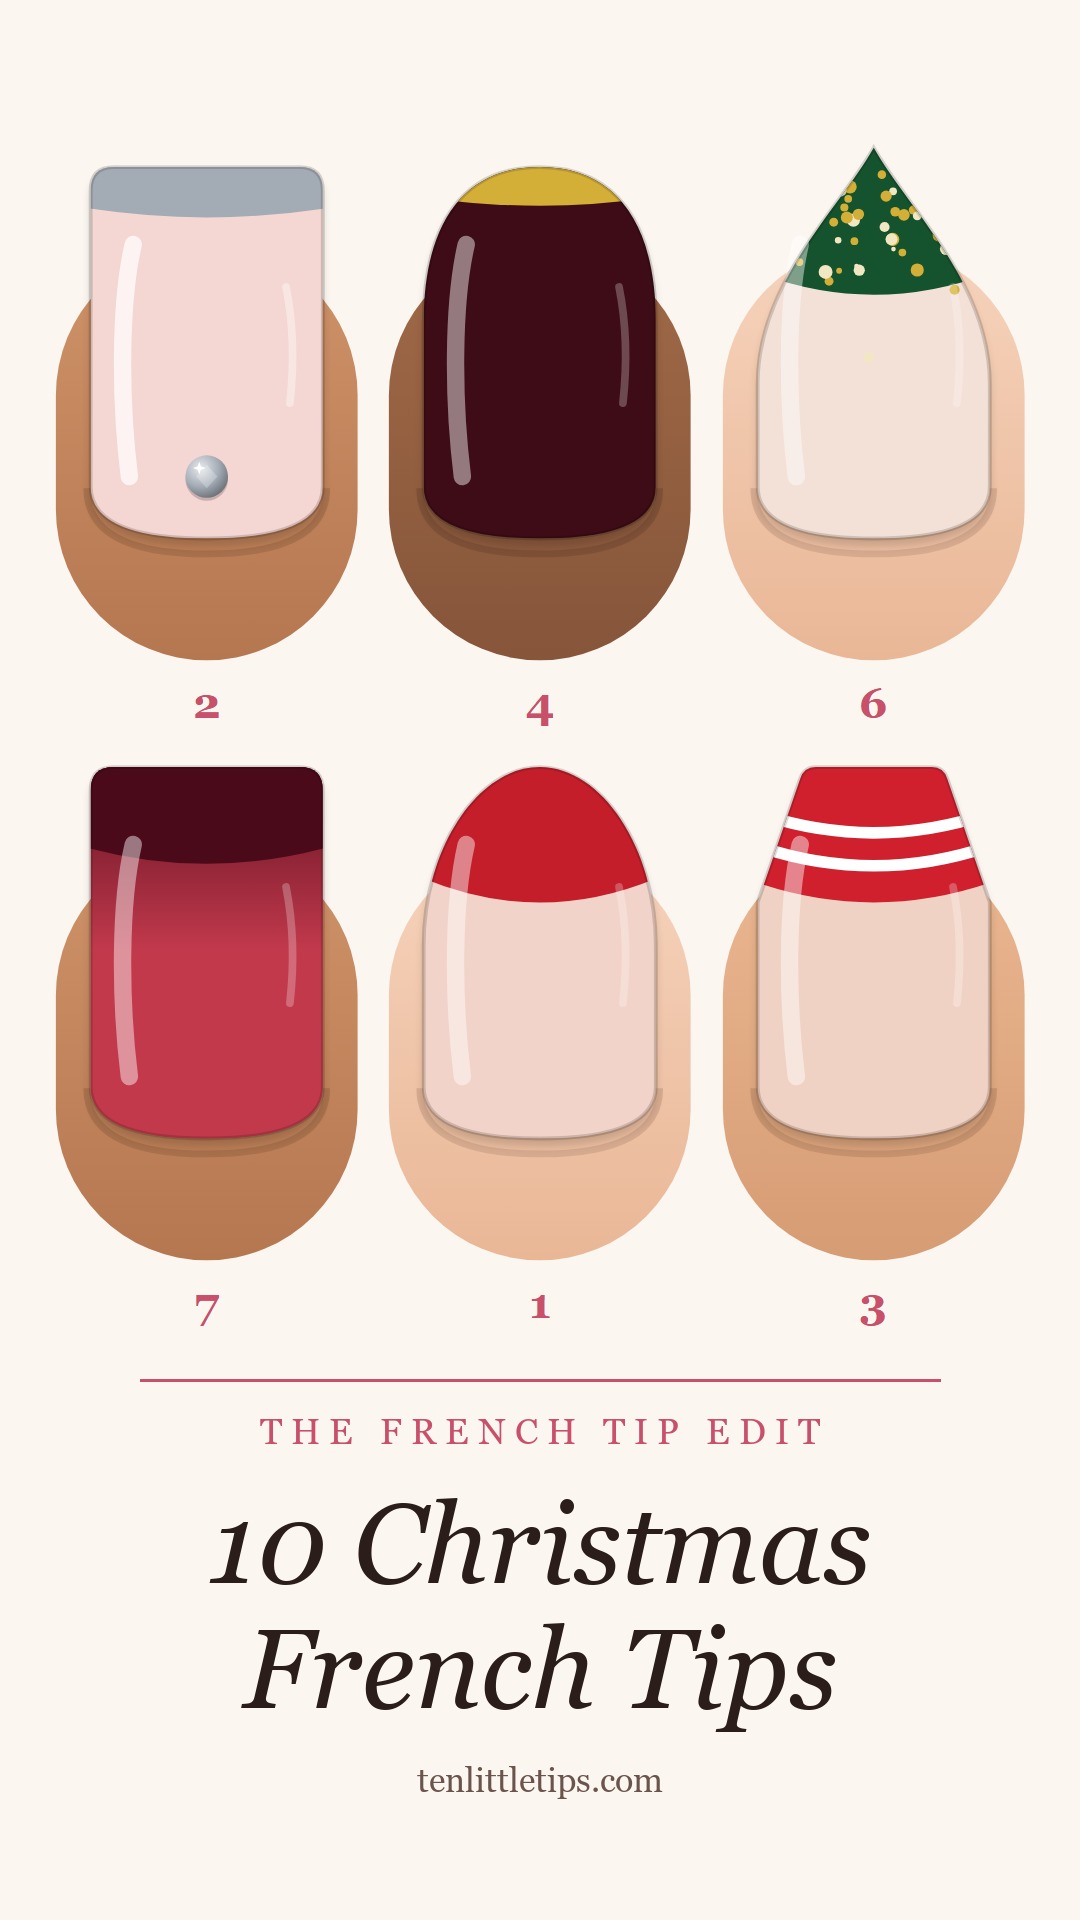 2 4 6
7 1 3
THE FRENCH TIP EDIT
10 Christmas
French Tips
tenlittletips.com